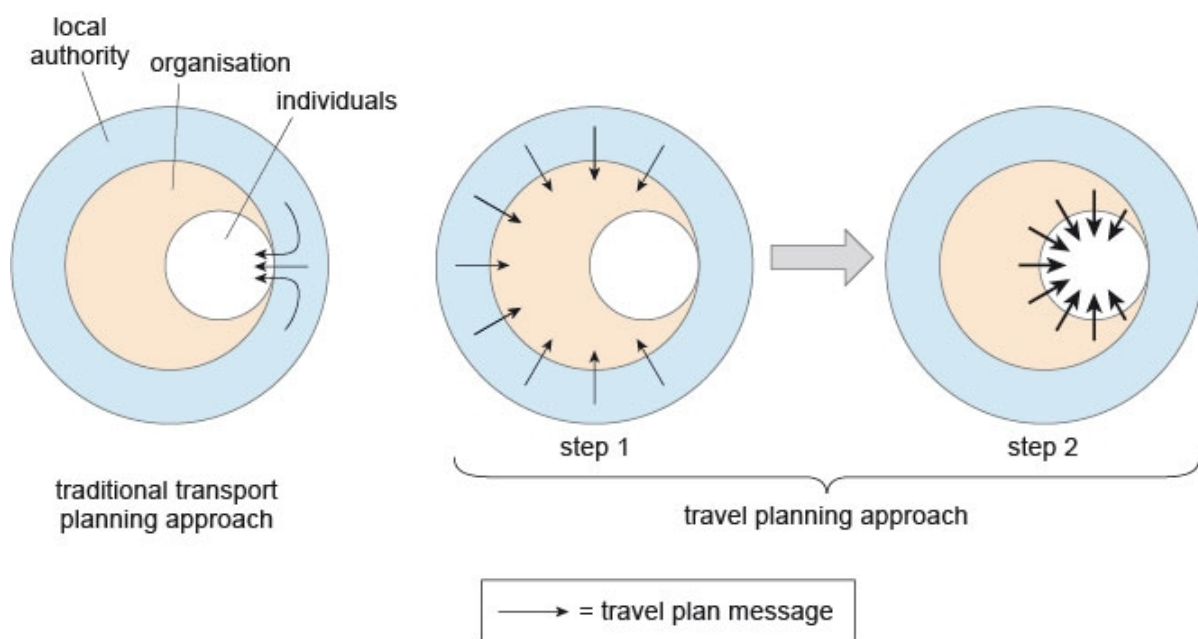 local
authority
organisation
individuals
step 1
step 2
traditional transport
planning approach
travel planning approach
= travel plan message